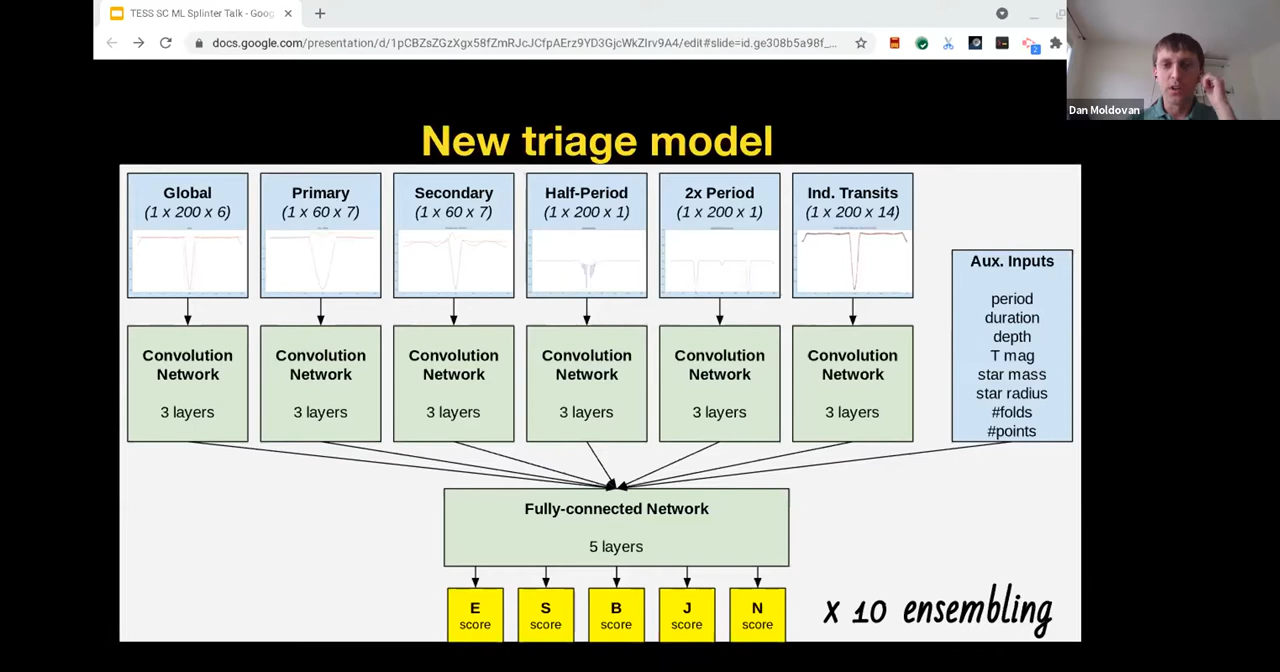 TESS SC ML Splinter Talk - Goog
docs.google.com/presentation/d/1pCBZsZGzXgx58fZmRJcJCfpAErz9YD3GjcWkZIrv9A4/edit#slide=id.ge308b5a98f_...
2
Dan Moldovan
New triage model
Global
(1 x 200 x 6)
Primary
(1 x 60 x 7)
Secondary
(1 x 60 x 7)
Half-Period
(1 x 200 x 1)
2x Period
(1 x 200 x 1)
Ind. Transits
(1 x 200 x 14)
Aux. Inputs
period
duration
depth
T mag
star mass
star radius
#folds
#points
Convolution
Network
3 layers
Convolution
Network
3 layers
Convolution
Network
3 layers
Convolution
Network
3 layers
Convolution
Network
3 layers
Convolution
Network
3 layers
Fully-connected Network
5 layers
E
score
S
score
B
score
J
score
N
score
x 10 ensembling